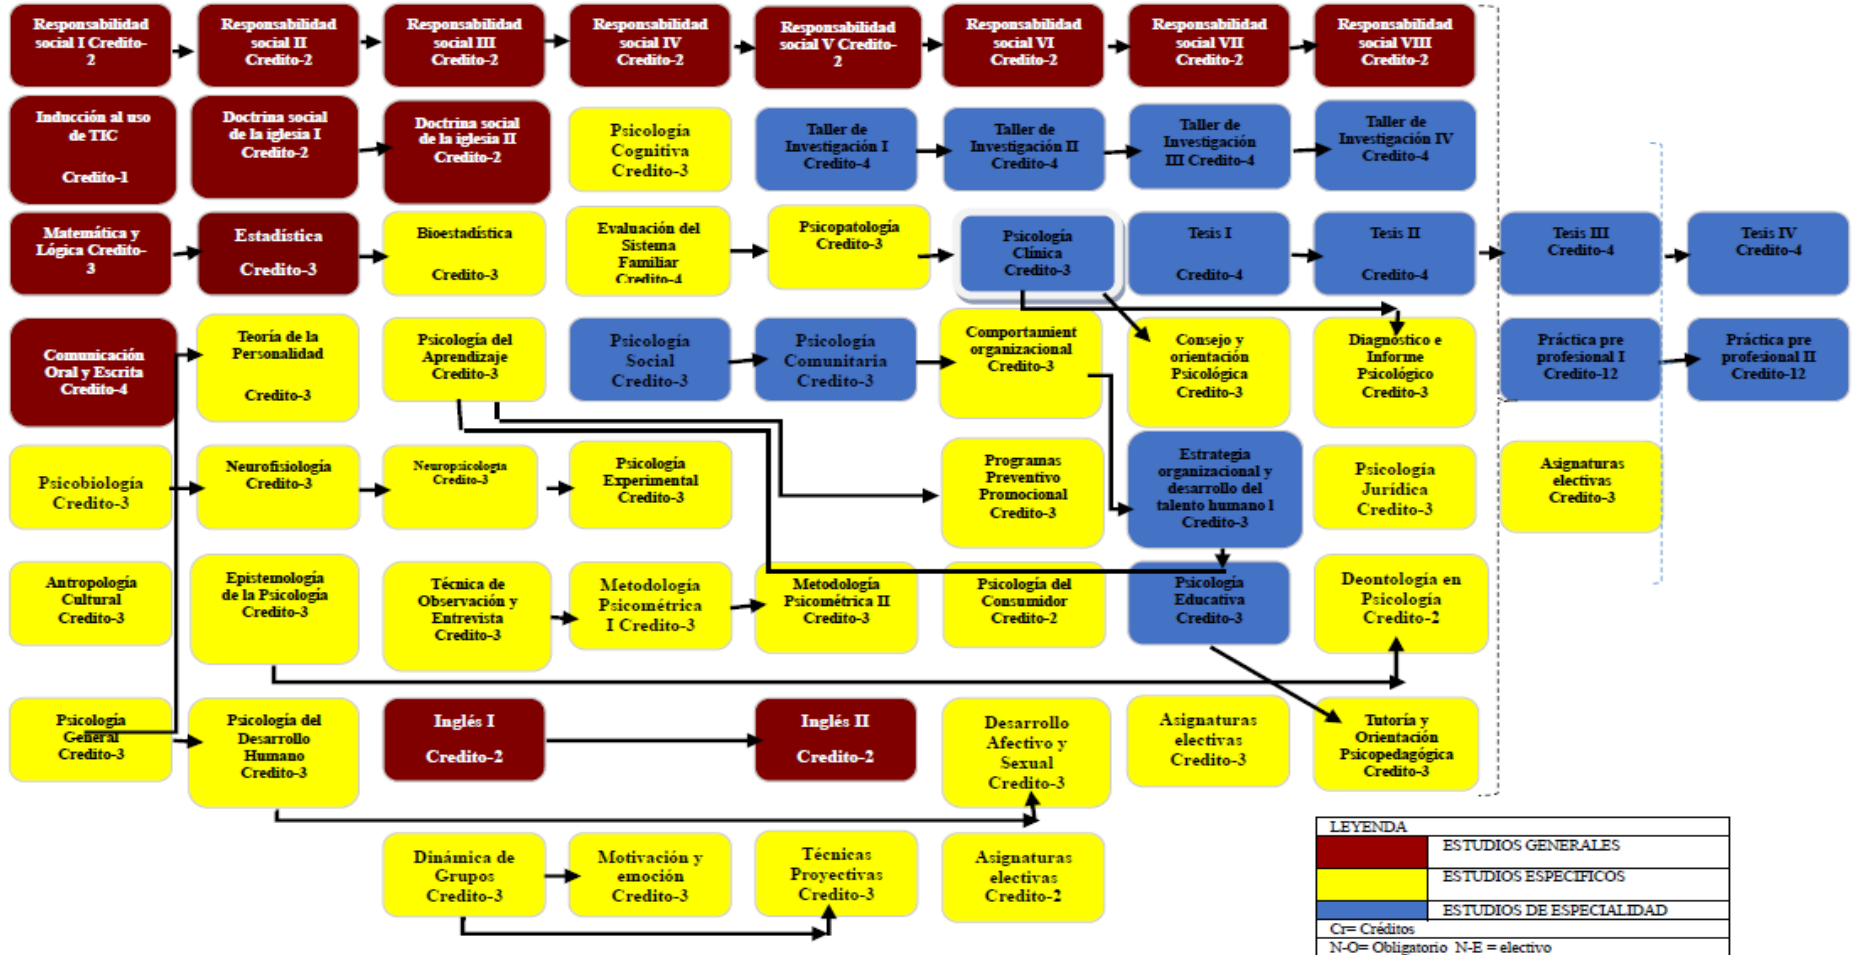 Responsabilidad
social I Credito-
2
Responsabilidad
social II
Credito-2
Responsabilidad
social III
Credito-2
Responsabilidad
social IV
Credito-2
Responsabilidad
social V Credito-
2
Responsabilidad
social VI
Credito-2
Responsabilidad
social VII
Credito-2
Responsabilidad
social VIII
Credito-2
Inducción al uso
de TIC
Credito-1
Doctrina social
de la iglesia I
Credito-2
Doctrina social
de la iglesia II
Credito-2
Psicología
Cognitiva
Credito-3
Taller de
Investigación I
Credito-4
Taller de
Investigación II
Credito-4
Taller de
Investigación
III Credito-4
Taller de
Investigación IV
Credito-4
Matemática y
Lógica Credito-
3
Estadística
Credito-3
Bioestadística
Credito-3
Evaluación del
Sistema
Familiar
Credito-4
Psicopatología
Credito-3
Psicología
Clínica
Credito-3
Tesis I
Credito-4
Tesis II
Credito-4
Tesis III
Credito-4
Tesis IV
Credito-4
Comunicación
Oral y Escrita
Credito-4
Teoría de la
Personalidad
Credito-3
Psicología del
Aprendizaje
Credito-3
Psicología
Social
Credito-3
Psicología
Comunitaria
Credito-3
Comportamient
organizacional
Credito-3
Consejo y
orientación
Psicológica
Credito-3
Diagnóstico e
Informe
Psicológico
Credito-3
Práctica pre
profesional I
Credito-12
Práctica pre
profesional II
Credito-12
Psicobiología
Credito-3
Neurofisiología
Credito-3
Neuropsicología
Credito-3
Psicología
Experimental
Credito-3
Programas
Preventivo
Promocional
Credito-3
Estrategia
organizacional y
desarrollo del
talento humano l
Credito-3
Psicología
Jurídica
Credito-3
Asignaturas
electivas
Credito-3
Antropología
Cultural
Credito-3
Epistemología
de la Psicología
Credito-3
Técnica de
Observación y
Entrevista
Credito-3
Metodología
Psicométrica
I Credito-3
Metodología
Psicométrica II
Credito-3
Psicología del
Consumidor
Credito-2
Psicología
Educativa
Credito-3
Deontología en
Psicología
Credito-2
Psicología
General
Credito-3
Psicología del
Desarrollo
Humano
Credito-3
Inglés I
Credito-2
Inglés II
Credito-2
Desarrollo
Afectivo y
Sexual
Credito-3
Asignaturas
electivas
Credito-3
Tutoría y
Orientación
Psicopedagógica
Credito-3
Dinámica de
Grupos
Credito-3
Motivación y
emoción
Credito-3
Técnicas
Proyectivas
Credito-3
Asignaturas
electivas
Credito-2
LEYENDA
ESTUDIOS GENERALES
ESTUDIOS ESPECIFICOS
ESTUDIOS DE ESPECIALIDAD
Cr= Créditos
N-O= Obligatorio N-E = electivo